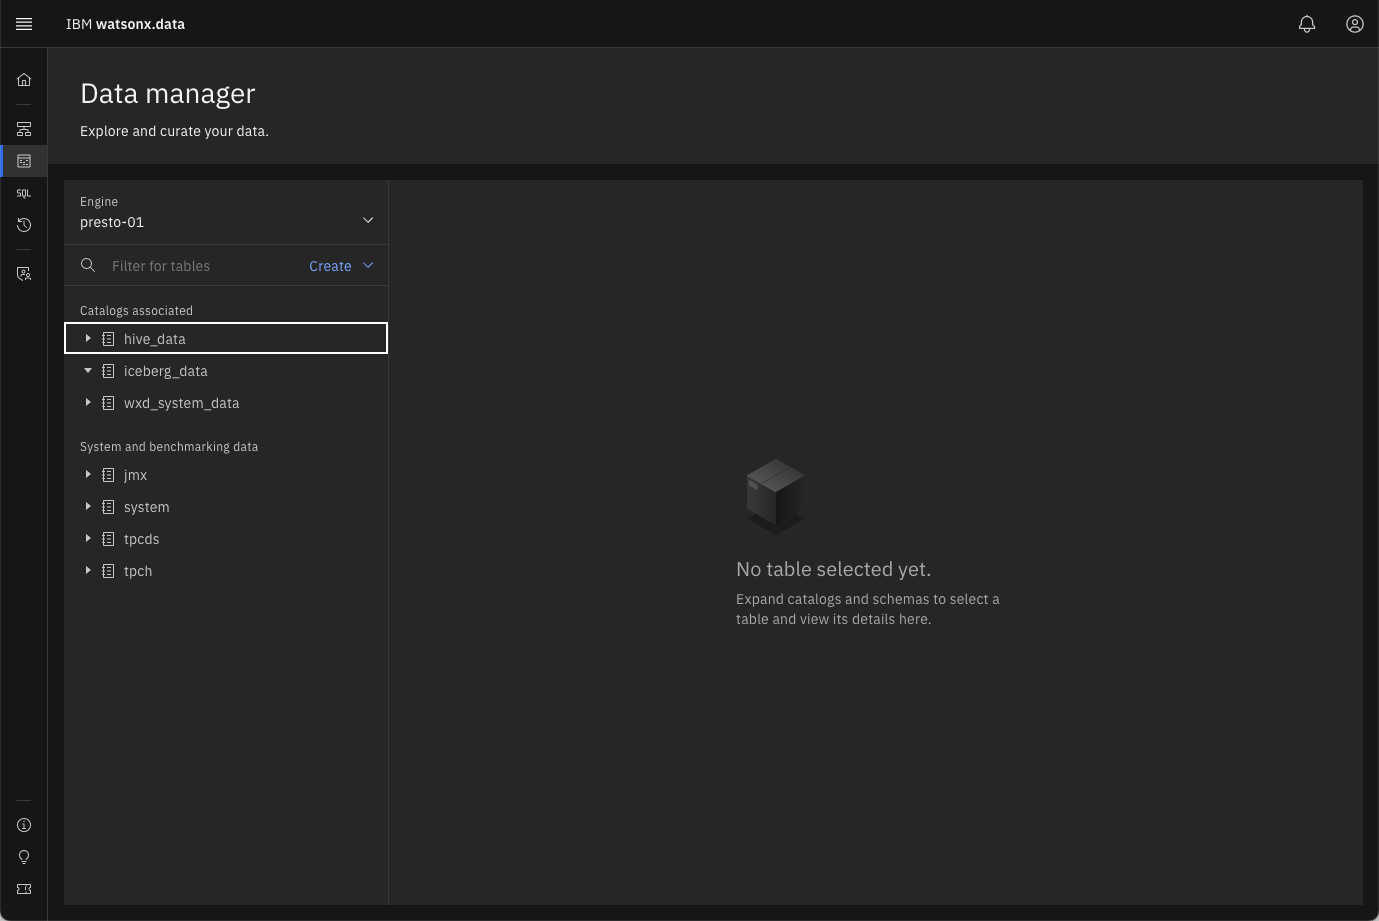 IBM watsonx.data
Data manager
Explore and curate your data.
SQL
Engine
presto-01
Filter for tables
Create
Catalogs associated
hive_data
iceberg_data
wxd_system_data
System and benchmarking data
jmx
system
tpcds
tpch
No table selected yet.
Expand catalogs and schemas to select a
table and view its details here.